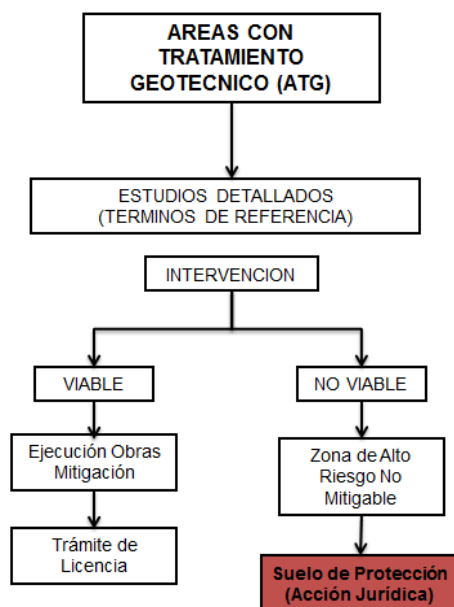 AREAS CON
TRATAMIENTO
GEOTECNICO (ATG)
ESTUDIOS DETALLADOS
(TERMINOS DE REFERENCIA)
INTERVENCION
VIABLE
NO VIABLE
Ejecución Obras
Mitigación
Zona de Alto
Riesgo No
Mitigable
Trámite de
Licencia
Suelo de Protección
(Acción Jurídica)